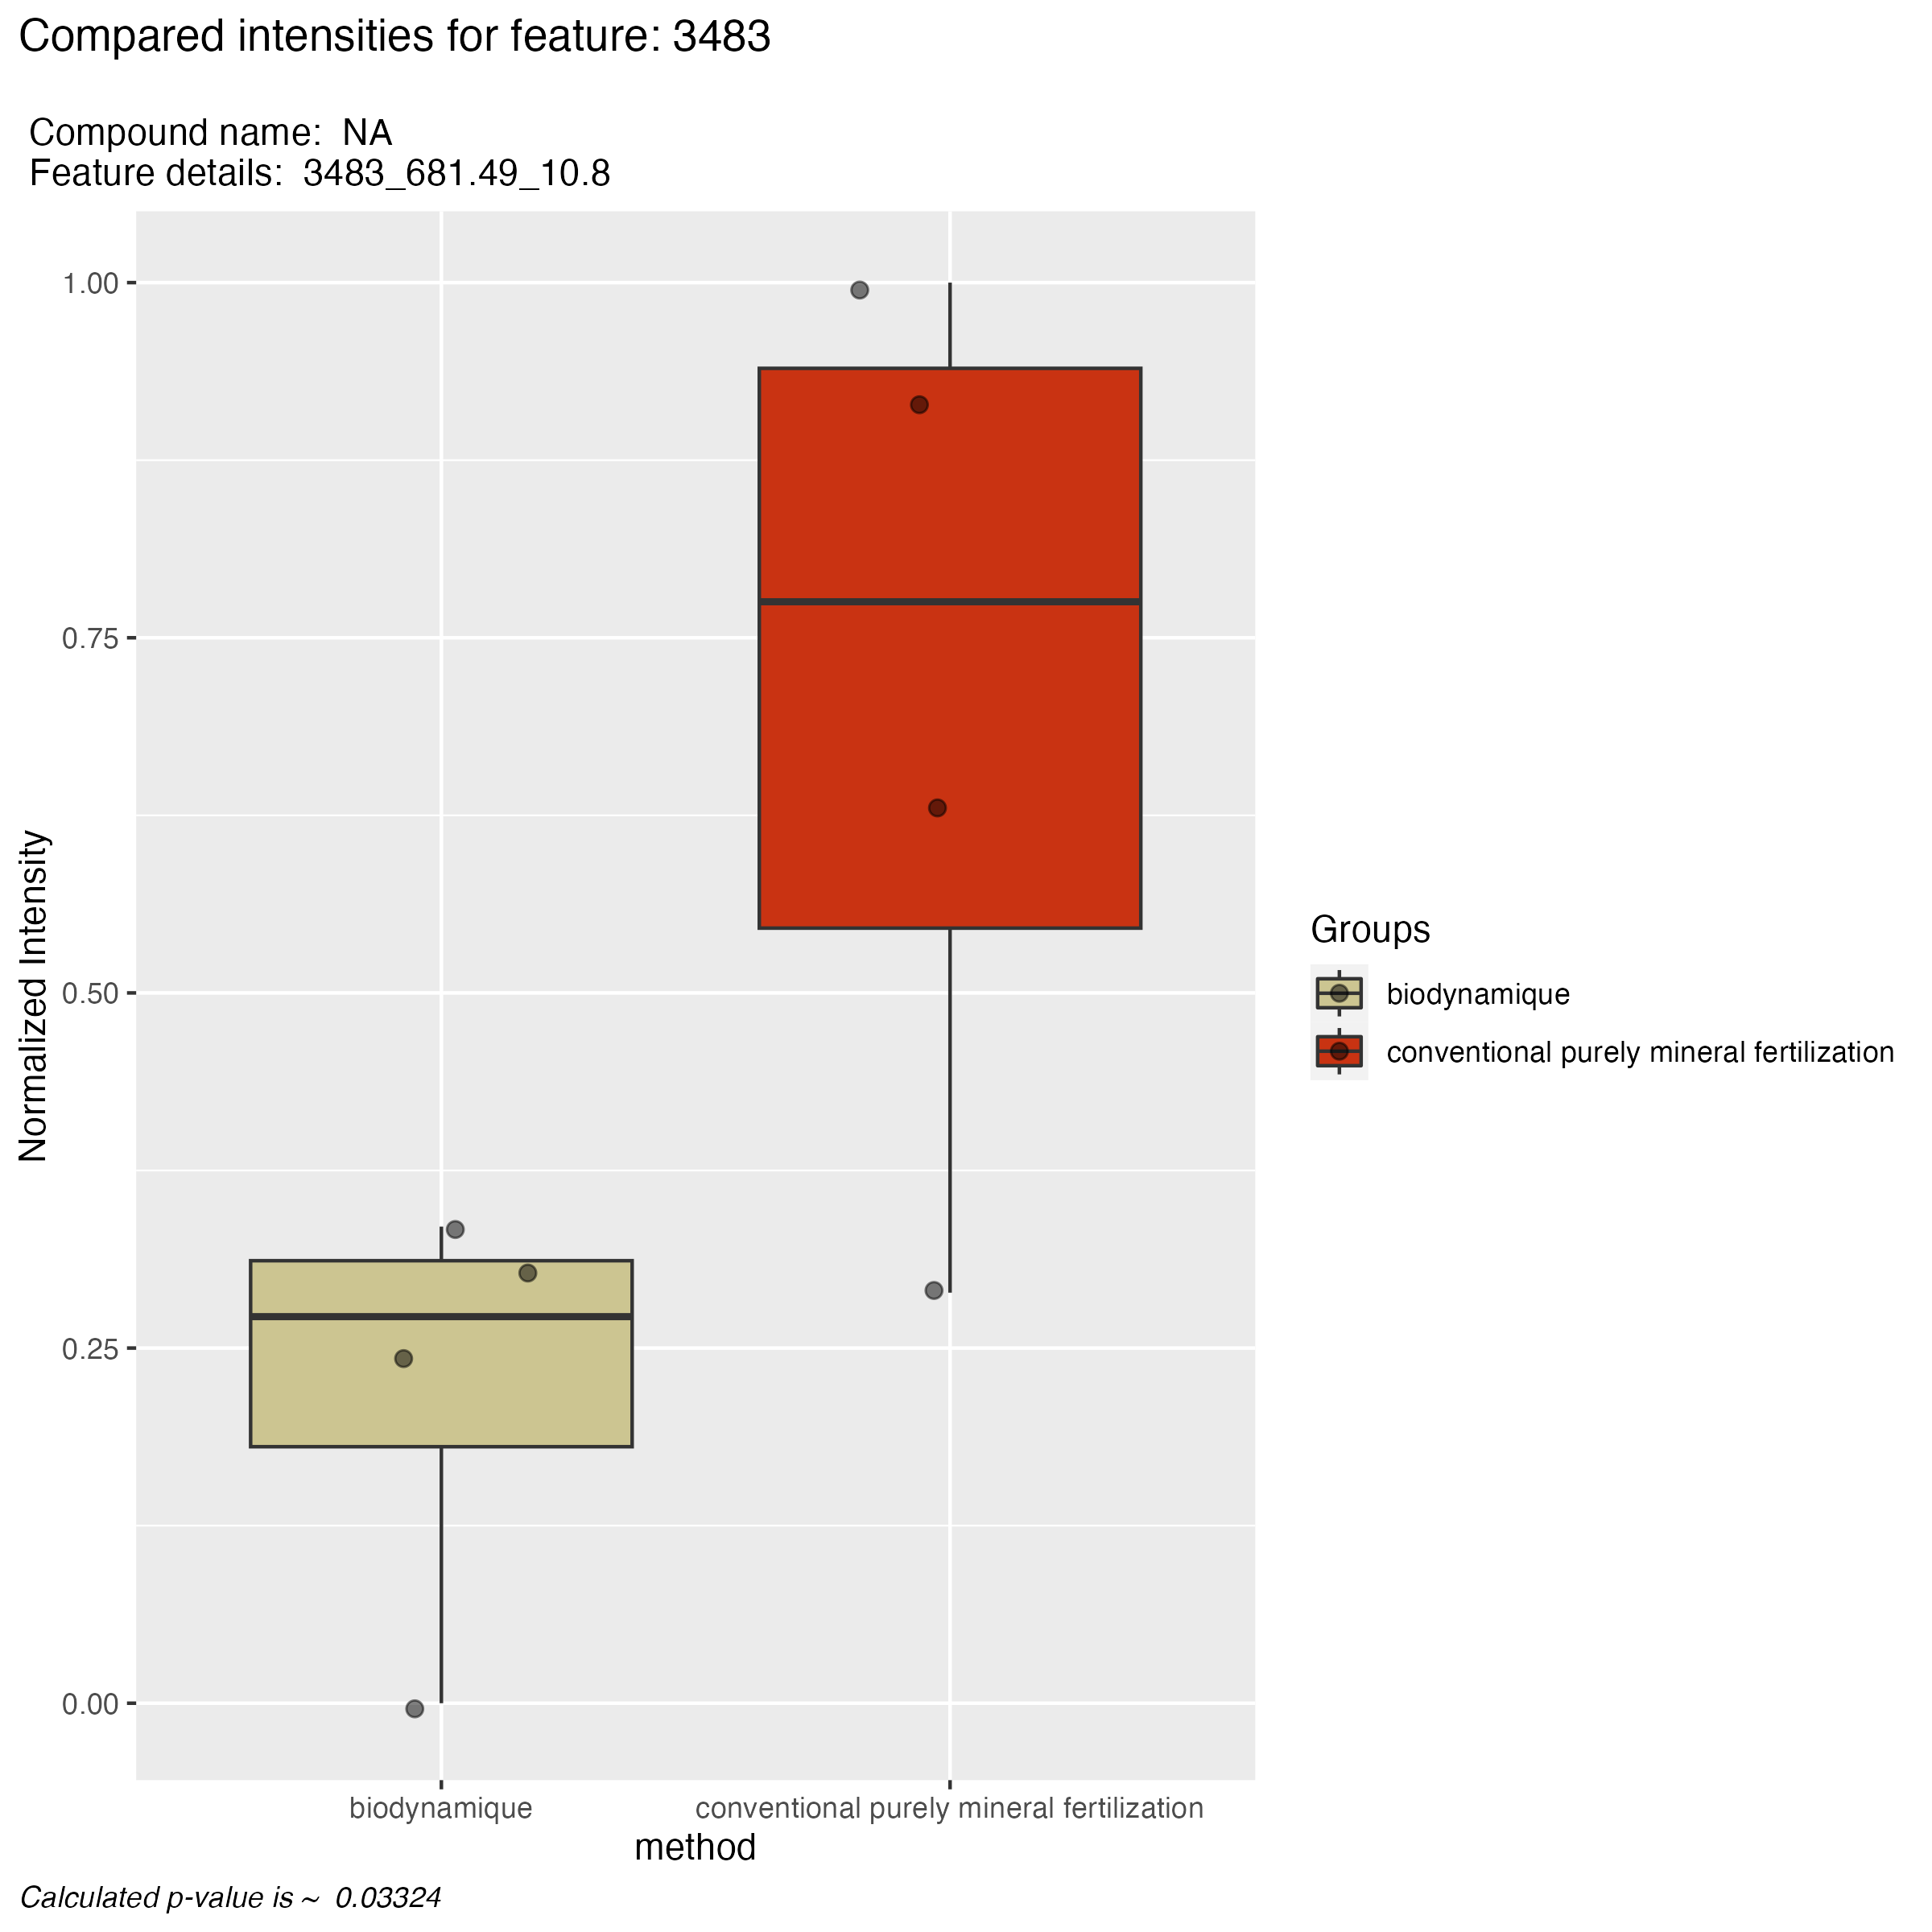 Compared intensities for feature: 3483
Compound name:  NA
Feature details:  3483_681.49_10.8
Normalized Intensity
1.00
0.75
0.50
0.25
0.00
biodynamique
conventional purely mineral fertilization
method
Groups
biodynamique
conventional purely mineral fertilization
Calculated p-value is ~  0.03324